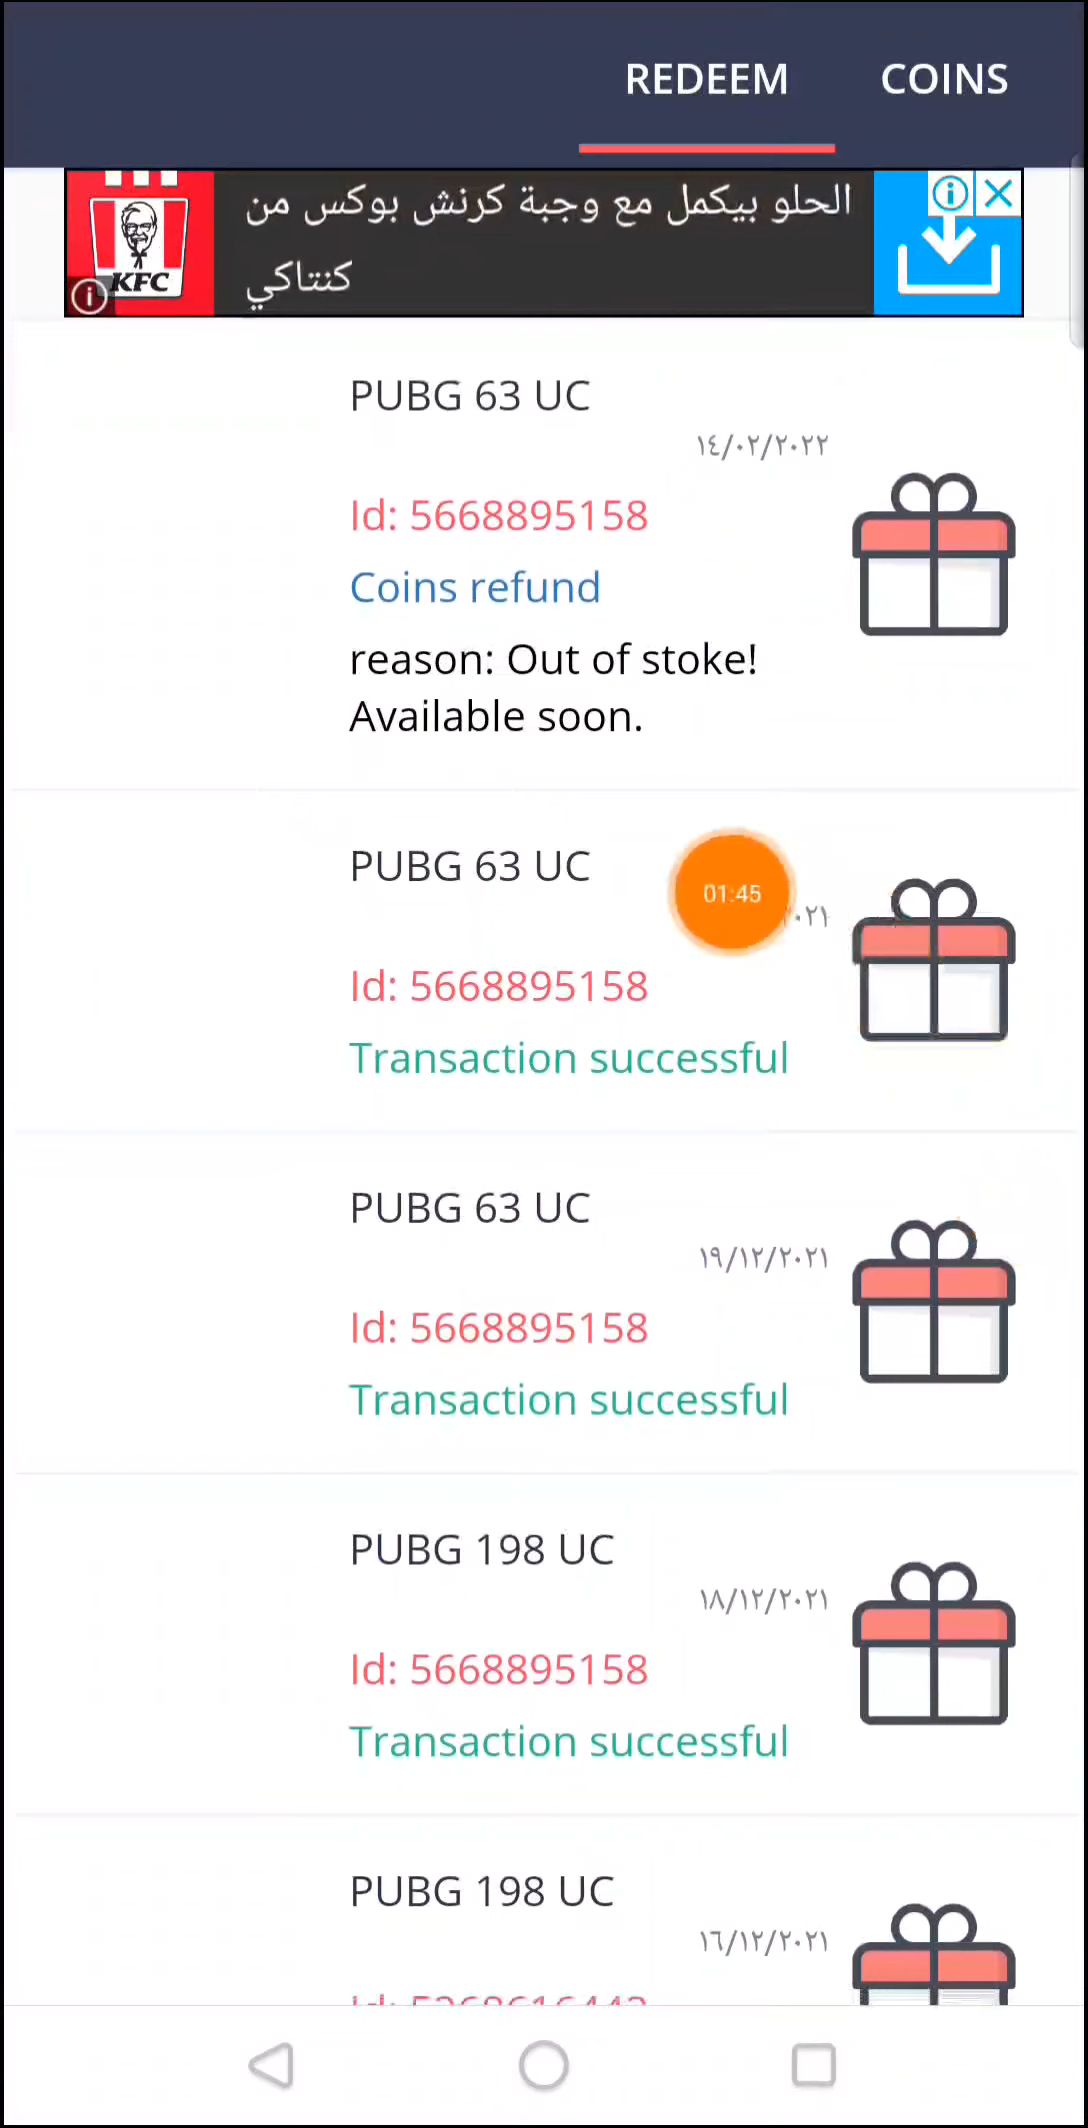 REDEEM COINS
الحلو بيكمل مع وجبة كرنش بوكس من
كنتاكي
KFC
PUBG 63 UC
١٤/٠٢/٢٠٢٢
Id: 5668895158
Coins refund
reason: Out of stoke!
Available soon.
PUBG 63 UC
01:45
Id: 5668895158
Transaction successful
PUBG 63 UC
١٩/١٢/٢٠٢١
Id: 5668895158
Transaction successful
PUBG 198 UC
١٨/١٢/٢٠٢١
Id: 5668895158
Transaction successful
PUBG 198 UC
١٦/١٢/٢٠٢١